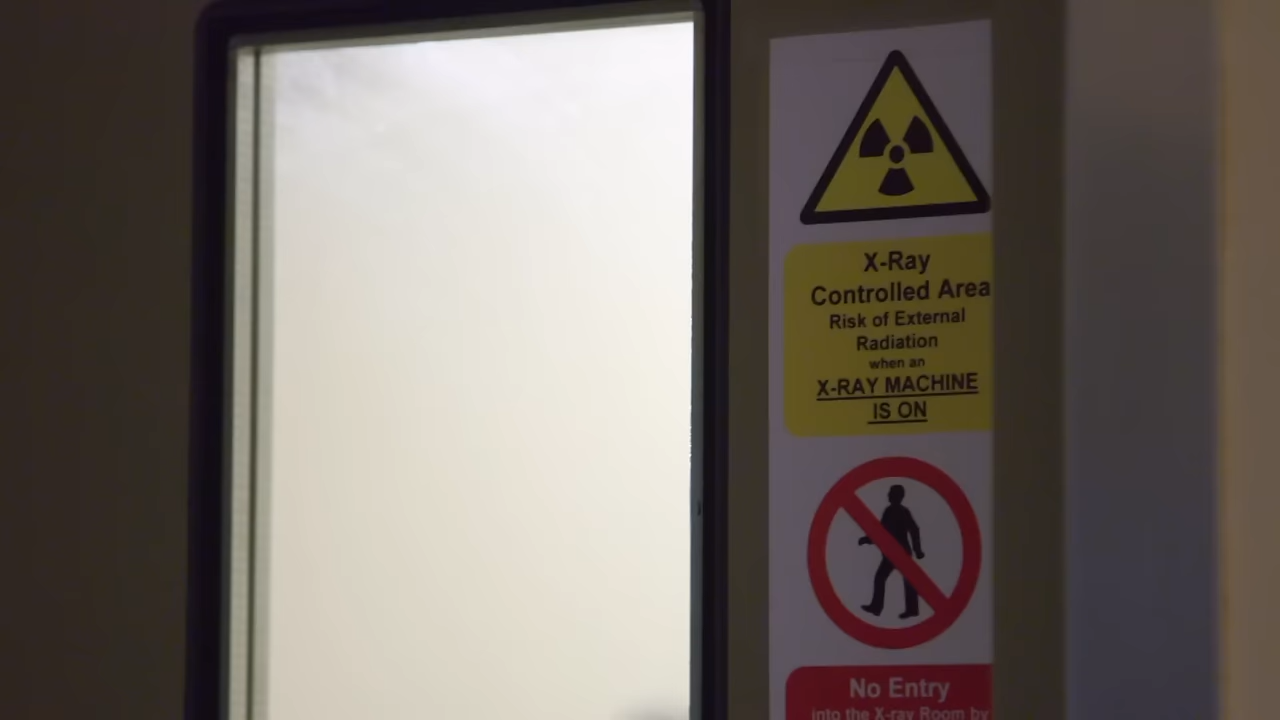 X-Ray
Controlled Area
Risk of External
Radiation
when an
X-RAY MACHINE
IS ON
No Entry
into the X-ray Room by